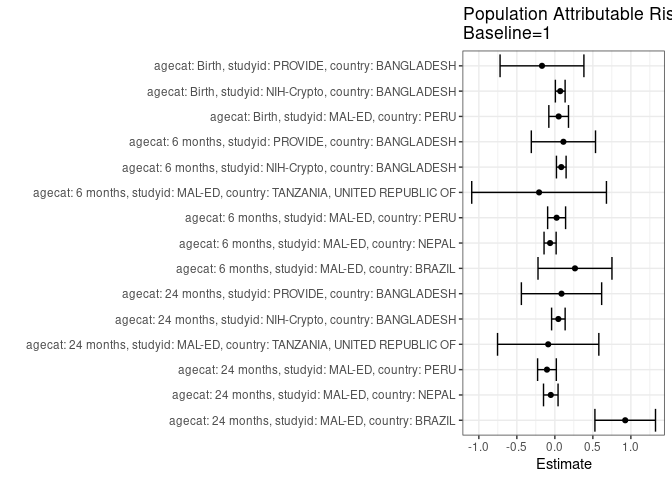 Population Attributable Ris
Baseline=1
agecat: Birth, studyid: PROVIDE, country: BANGLADESH
agecat: Birth, studyid: NIH-Crypto, country: BANGLADESH
agecat: Birth, studyid: MAL-ED, country: PERU
agecat: 6 months, studyid: PROVIDE, country: BANGLADESH
agecat: 6 months, studyid: NIH-Crypto, country: BANGLADESH
agecat: 6 months, studyid: MAL-ED, country: TANZANIA, UNITED REPUBLIC OF
agecat: 6 months, studyid: MAL-ED, country: PERU
agecat: 6 months, studyid: MAL-ED, country: NEPAL
agecat: 6 months, studyid: MAL-ED, country: BRAZIL
agecat: 24 months, studyid: PROVIDE, country: BANGLADESH
agecat: 24 months, studyid: NIH-Crypto, country: BANGLADESH
agecat: 24 months, studyid: MAL-ED, country: TANZANIA, UNITED REPUBLIC OF
agecat: 24 months, studyid: MAL-ED, country: PERU
agecat: 24 months, studyid: MAL-ED, country: NEPAL
agecat: 24 months, studyid: MAL-ED, country: BRAZIL
-1.0 -0.5 0.0 0.5 1.0
Estimate